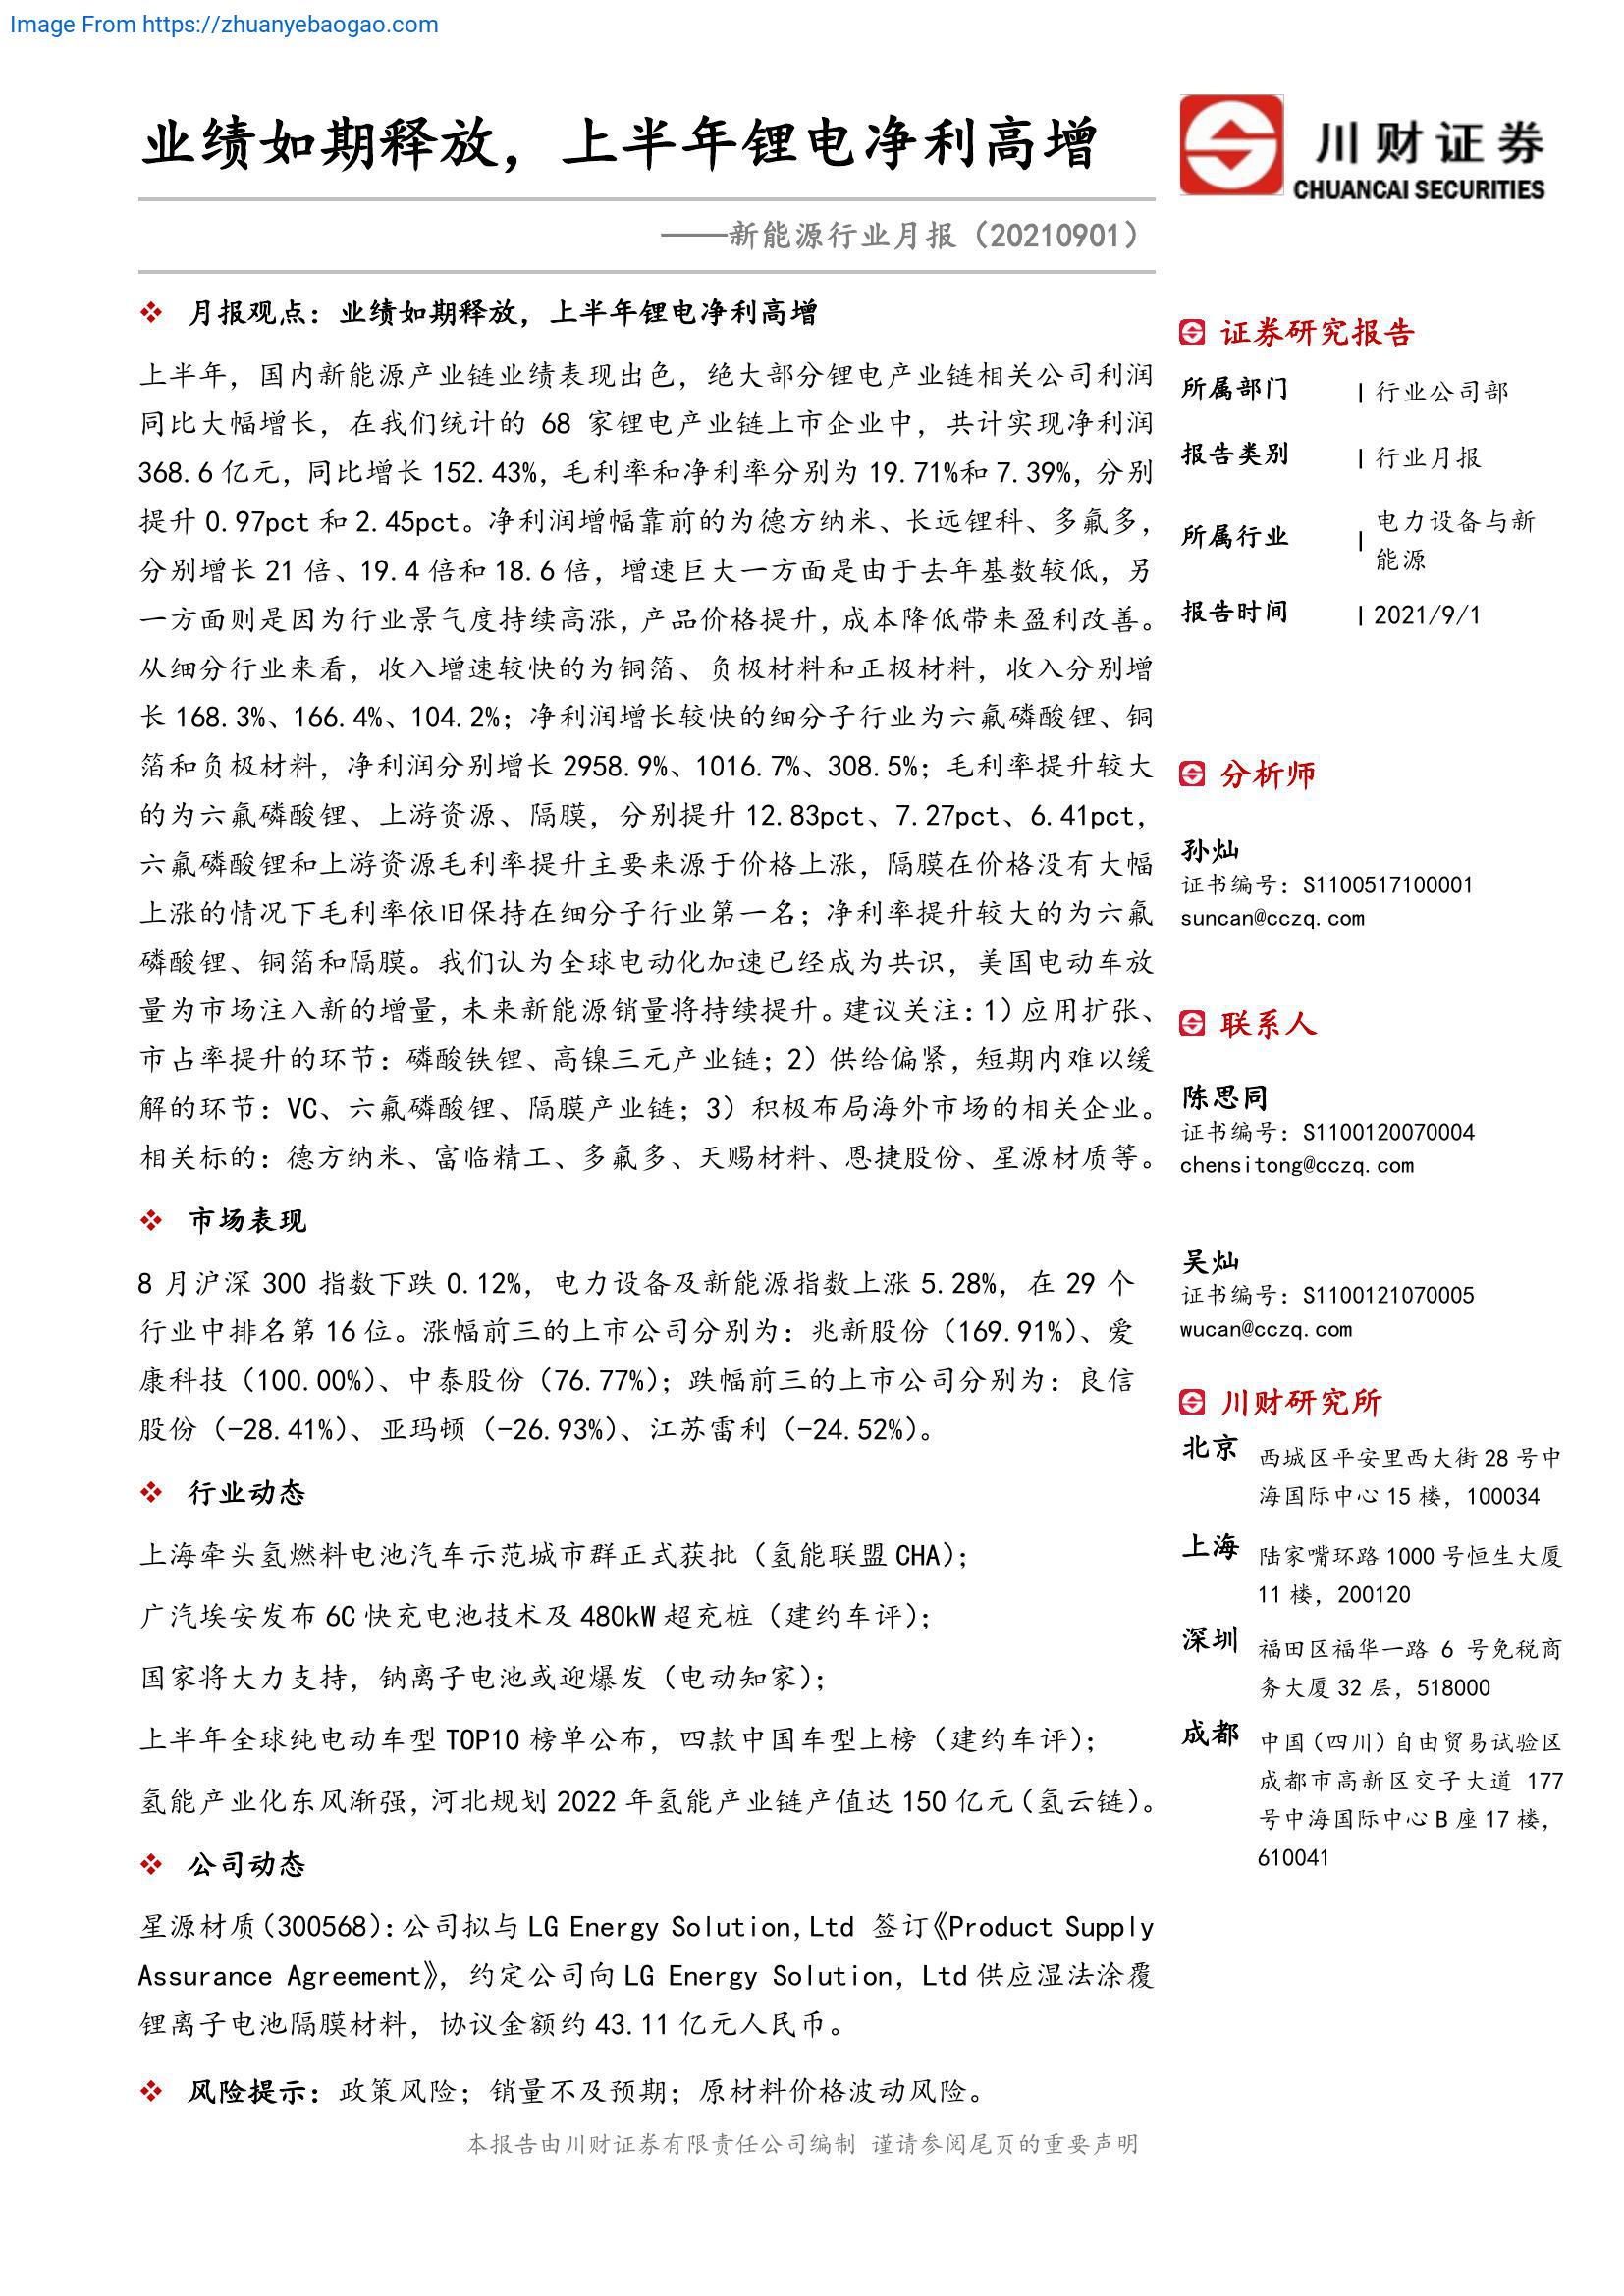 Image From https://zhuanyebaogao.com
业绩如期释放，上半年锂电净利高增
川财证券
CHUANCAI SECURITIES
——新能源行业月报（20210901）
月报观点：业绩如期释放，上半年锂电净利高增
上半年，国内新能源产业链业绩表现出色，绝大部分锂电产业链相关公司利润
同比大幅增长，在我们统计的 68 家锂电产业链上市企业中，共计实现净利润
368.6 亿元，同比增长 152.43%，毛利率和净利率分别为 19.71%和 7.39%，分别
提升 0.97pct 和 2.45pct。净利润增幅靠前的为德方纳米、长远锂科、多氟多，
分别增长 21 倍、19.4 倍和 18.6 倍，增速巨大一方面是由于去年基数较低，另
一方面则是因为行业景气度持续高涨，产品价格提升，成本降低带来盈利改善。
从细分行业来看，收入增速较快的为铜箔、负极材料和正极材料，收入分别增
长 168.3%、166.4%、104.2%；净利润增长较快的细分子行业为六氟磷酸锂、铜
箔和负极材料，净利润分别增长 2958.9%、1016.7%、308.5%；毛利率提升较大
的为六氟磷酸锂、上游资源、隔膜，分别提升 12.83pct、7.27pct、6.41pct，
六氟磷酸锂和上游资源毛利率提升主要来源于价格上涨，隔膜在价格没有大幅
上涨的情况下毛利率依旧保持在细分子行业第一名；净利率提升较大的为六氟
磷酸锂、铜箔和隔膜。我们认为全球电动化加速已经成为共识，美国电动车放
量为市场注入新的增量，未来新能源销量将持续提升。建议关注：1）应用扩张、
市占率提升的环节：磷酸铁锂、高镍三元产业链；2）供给偏紧，短期内难以缓
解的环节：VC、六氟磷酸锂、隔膜产业链；3）积极布局海外市场的相关企业。
相关标的：德方纳米、富临精工、多氟多、天赐材料、恩捷股份、星源材质等。
市场表现
8 月沪深 300 指数下跌 0.12%，电力设备及新能源指数上涨 5.28%，在 29 个
行业中排名第 16 位。涨幅前三的上市公司分别为：兆新股份（169.91%）、爱
康科技（100.00%）、中泰股份（76.77%）；跌幅前三的上市公司分别为：良信
股份（-28.41%）、亚玛顿（-26.93%）、江苏雷利（-24.52%）。
行业动态
上海牵头氢燃料电池汽车示范城市群正式获批（氢能联盟 CHA）；
广汽埃安发布 6C 快充电池技术及 480kW 超充桩（建约车评）；
国家将大力支持，钠离子电池或迎爆发（电动知家）；
上半年全球纯电动车型 TOP10 榜单公布，四款中国车型上榜（建约车评）；
氢能产业化东风渐强，河北规划 2022 年氢能产业链产值达 150 亿元（氢云链）。
公司动态
星源材质（300568）：公司拟与 LG Energy Solution,Ltd 签订《Product Supply
Assurance Agreement》，约定公司向 LG Energy Solution, Ltd 供应湿法涂覆
锂离子电池隔膜材料，协议金额约 43.11 亿元人民币。
风险提示：政策风险；销量不及预期；原材料价格波动风险。
证券研究报告
所属部门 | 行业公司部
报告类别 | 行业月报
所属行业 | 电力设备与新
能源
报告时间 | 2021/9/1
分析师
孙灿
证书编号：S1100517100001
suncan@cczq.com
联系人
陈思同
证书编号：S1100120070004
chensitong@cczq.com
吴灿
证书编号：S1100121070005
wucan@cczq.com
川财研究所
北京 西城区平安里西大街 28 号中
海国际中心 15 楼，100034
上海 陆家嘴环路 1000 号恒生大厦
11 楼，200120
深圳 福田区福华一路 6 号免税商
务大厦 32 层，518000
成都 中国（四川）自由贸易试验区
成都市高新区交子大道 177
号中海国际中心 B 座 17 楼，
610041
本报告由川财证券有限责任公司编制 谨请参阅尾页的重要声明